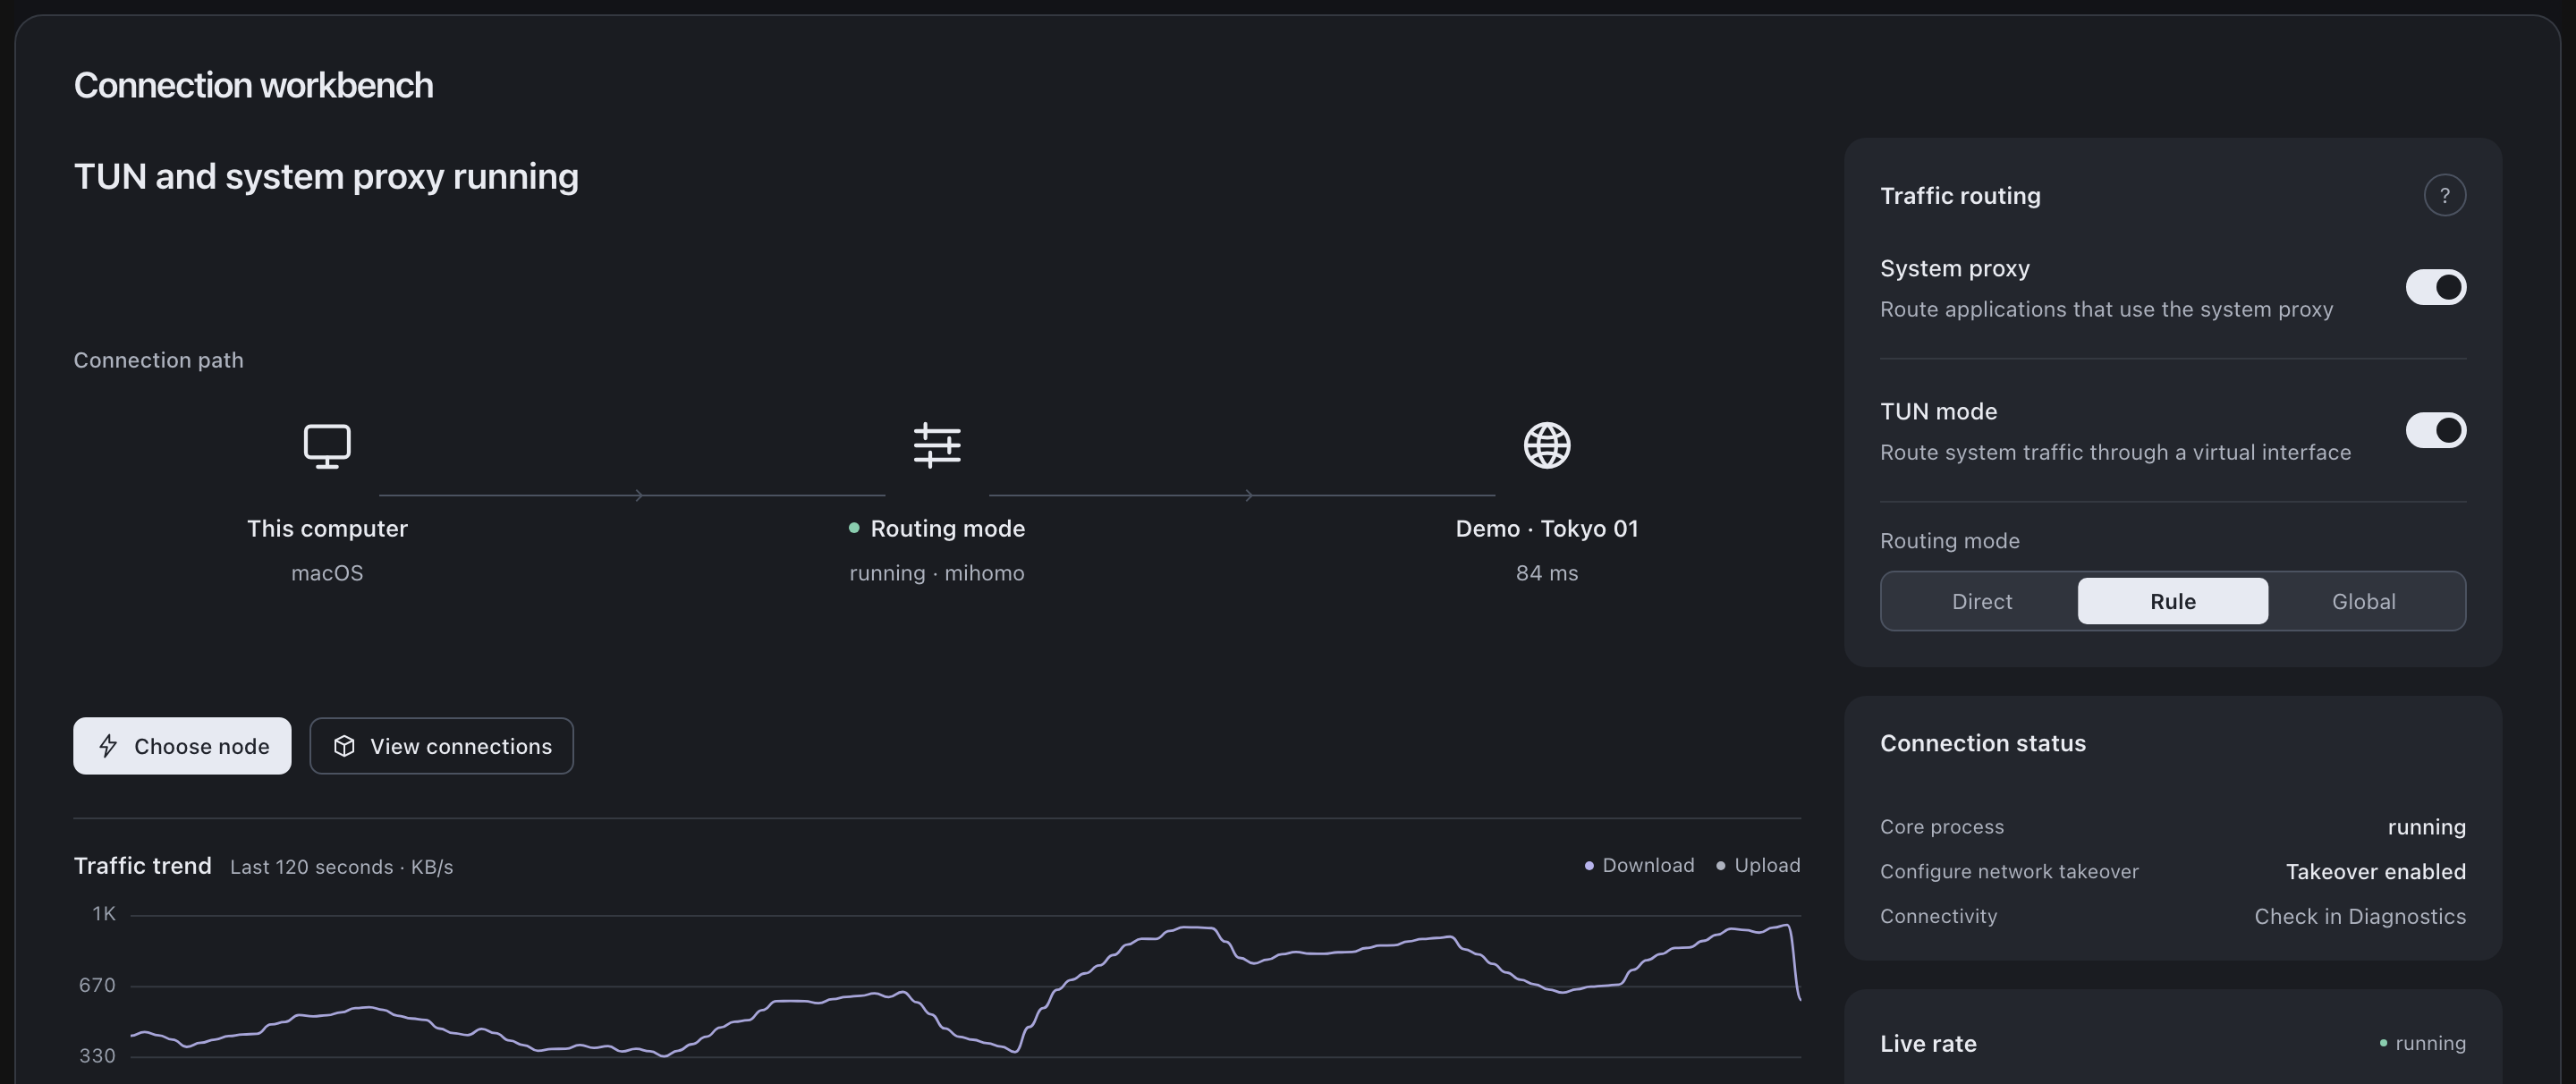 Connection workbench
TUN and system proxy running
Connection path
This computer
macOS
Routing mode
running · mihomo
Demo · Tokyo 01
84 ms
Choose node
View connections
Traffic trend
Last 120 seconds · KB/s
Download
Upload
1K
670
330
Traffic routing
?
System proxy
Route applications that use the system proxy
TUN mode
Route system traffic through a virtual interface
Routing mode
Direct
Rule
Global
Connection status
Core process
running
Configure network takeover
Takeover enabled
Connectivity
Check in Diagnostics
Live rate
running